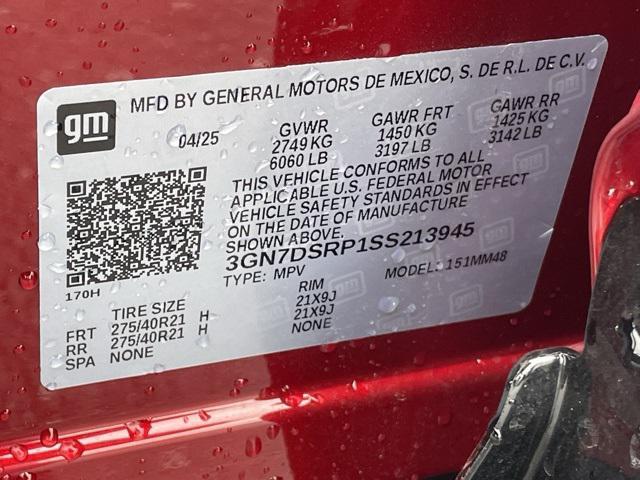 gm
MFD BY GENERAL MOTORS DE MEXICO, S. DE R.L. DE C.V.
04/25
GVWR
2749 KG
6060 LB
GAWR FRT
1450 KG
3197 LB
GAWR RR
1425 KG
3142 LB
THIS VEHICLE CONFORMS TO ALL
APPLICABLE U.S. FEDERAL MOTOR
VEHICLE SAFETY STANDARDS IN EFFECT
ON THE DATE OF MANUFACTURE
SHOWN ABOVE.
3GN7DSRP1SS213945
TYPE: MPV MODEL: 151MM48
170H
TIRE SIZE RIM
FRT 275/40R21 H 21X9J
RR 275/40R21 H 21X9J
SPA NONE NONE